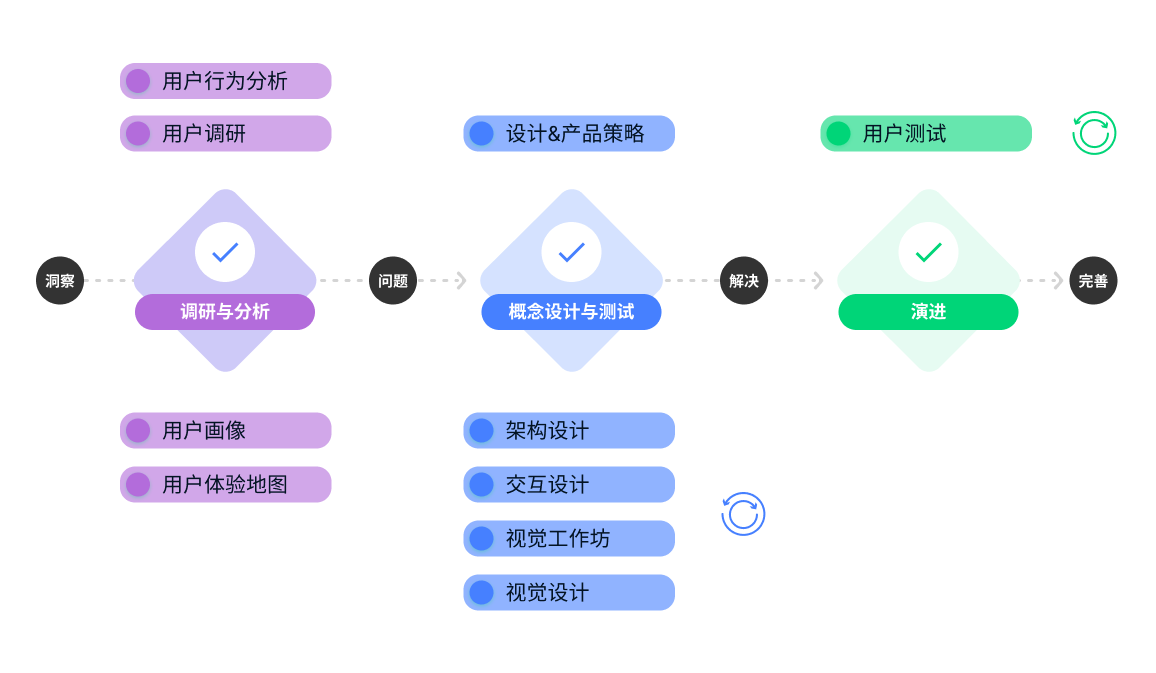 用户行为分析
用户调研
设计&产品策略
用户测试
洞察
问题
解决
完善
调研与分析
概念设计与测试
演进
用户画像
架构设计
用户体验地图
交互设计
视觉工作坊
视觉设计